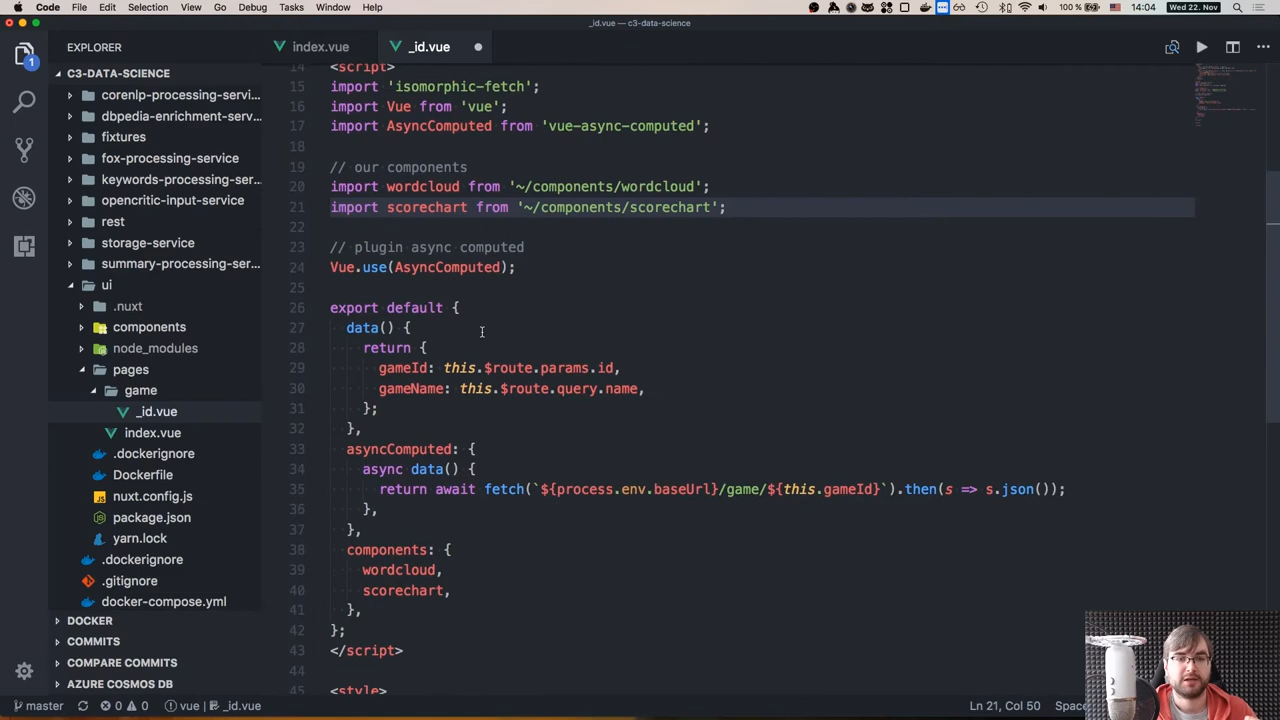 Code File Edit Selection View Go Debug Tasks Window Help 100 % 14:04 Wed 22. Nov
_id.vue — c3-data-science
EXPLORER
index.vue
_id.vue
C3-DATA-SCIENCE
corenlp-processing-servi...
dbpedia-enrichment-serv...
fixtures
fox-processing-service
keywords-processing-ser...
opencritic-input-service
rest
storage-service
summary-processing-ser...
ui
.nuxt
components
node_modules
pages
game
_id.vue
index.vue
.dockerignore
Dockerfile
nuxt.config.js
package.json
yarn.lock
.dockerignore
.gitignore
docker-compose.yml
DOCKER
COMMITS
COMPARE COMMITS
AZURE COSMOS DB
1
14 <script>
15 import 'isomorphic-fetch';
16 import Vue from 'vue';
17 import AsyncComputed from 'vue-async-computed';
18
19 // our components
20 import wordcloud from '~/components/wordcloud';
21 import scorechart from '~/components/scorechart';
22
23 // plugin async computed
24 Vue.use(AsyncComputed);
25
26 export default {
27 data() {
28 return {
29 gameId: this.$route.params.id,
30 gameName: this.$route.query.name,
31 };
32 },
33 asyncComputed: {
34 async data() {
35 return await fetch(`${process.env.baseUrl}/game/${this.gameId}`).then(s => s.json());
36 },
37 },
38 components: {
39 wordcloud,
40 scorechart,
41 },
42 };
43 </script>
44
45 <style>
master 0 0 vue | _id.vue Ln 21, Col 50